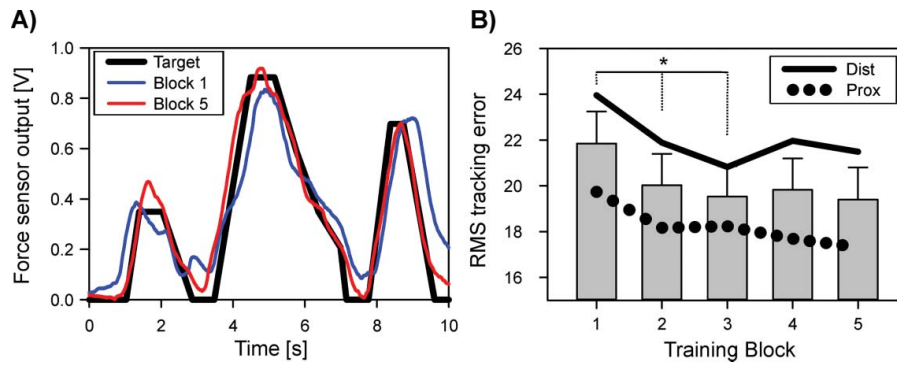 A)
1.0
0.8
0.6
0.4
0.2
0.0
Force sensor output [V]
Target
Block 1
Block 5
0
2
4
6
8
10
Time [s]
B)
26
24
22
20
18
16
RMS tracking error
*
Dist
Prox
1
2
3
4
5
Training Block